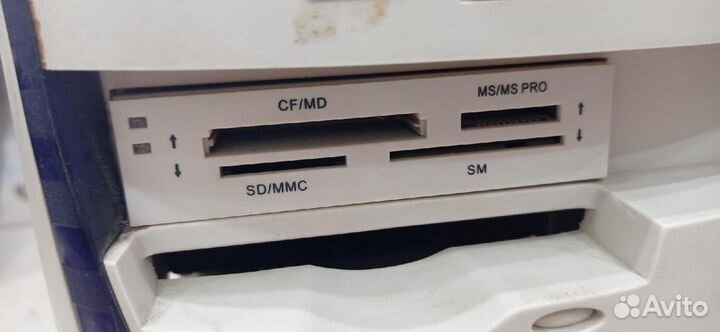 CF/MD
MS/MS PRO
SD/MMC
SM
Avito